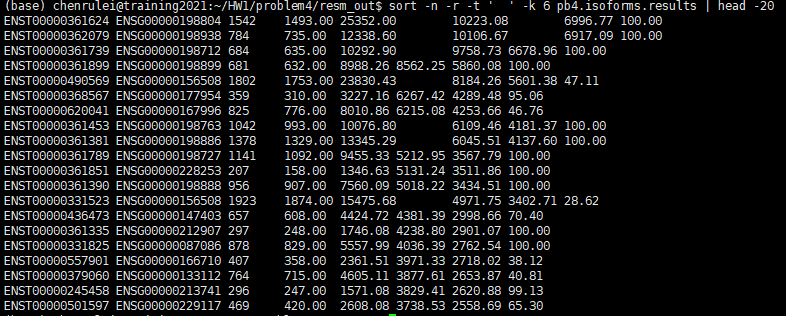 (base) chenrulei@training2021:~/HW1/problem4/resm_out$ sort -n -r -t '  ' -k 6 pb4.isoforms.results | head -20
ENST00000361624 ENSG00000198804 1542    1493.00 25352.00        10223.08        6996.77 100.00
ENST00000362079 ENSG00000198938 784     735.00  12338.60        10106.67        6917.09 100.00
ENST00000361739 ENSG00000198712 684     635.00  10292.90        9758.73 6678.96 100.00
ENST00000361899 ENSG00000198899 681     632.00  8988.26 8562.25 5860.08 100.00
ENST00000490569 ENSG00000156508 1802    1753.00 23830.43        8184.26 5601.38 47.11
ENST00000368567 ENSG00000177954 359     310.00  3227.16 6267.42 4289.48 95.06
ENST00000620041 ENSG00000167996 825     776.00  8010.86 6215.08 4253.66 46.76
ENST00000361453 ENSG00000198763 1042    993.00  10076.80        6109.46 4181.37 100.00
ENST00000361381 ENSG00000198886 1378    1329.00 13345.29        6045.51 4137.60 100.00
ENST00000361789 ENSG00000198727 1141    1092.00 9455.33 5212.95 3567.79 100.00
ENST00000361851 ENSG00000228253 207     158.00  1346.63 5131.24 3511.86 100.00
ENST00000361390 ENSG00000198888 956     907.00  7560.09 5018.22 3434.51 100.00
ENST00000331523 ENSG00000156508 1923    1874.00 15475.68        4971.75 3402.71 28.62
ENST00000436473 ENSG00000147403 657     608.00  4424.72 4381.39 2998.66 70.40
ENST00000361335 ENSG00000212907 297     248.00  1746.08 4238.80 2901.07 100.00
ENST00000331825 ENSG00000087086 878     829.00  5557.99 4036.39 2762.54 100.00
ENST00000557901 ENSG00000166710 407     358.00  2361.51 3971.33 2718.02 38.12
ENST00000379060 ENSG00000133112 764     715.00  4605.11 3877.61 2653.87 40.81
ENST00000245458 ENSG00000213741 296     247.00  1571.08 3829.41 2620.88 99.13
ENST00000501597 ENSG00000229117 469     420.00  2608.08 3738.53 2558.69 65.30